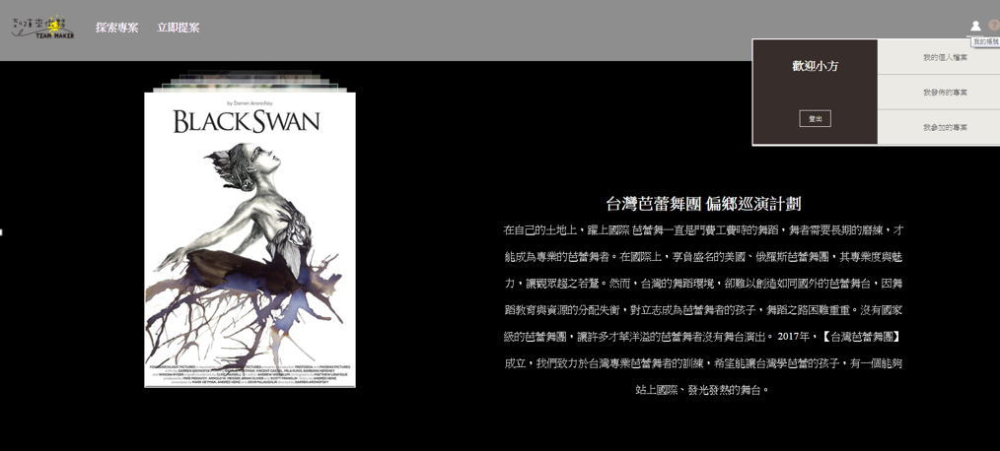 TEAM MAKER
探索專案
立即提案
我的帳號
歡迎小方
登出
我的個人檔案
我發佈的專案
我參加的專案
by Darren Aronofsky
BLACK SWAN
台灣芭蕾舞團 偏鄉巡演計劃
在自己的土地上，躍上國際 芭蕾舞一直是門費工費時的舞蹈，舞者需要長期的磨練，才
能成為專業的芭蕾舞者。在國際上，享負盛名的美國、俄羅斯芭蕾舞團，其專業度與魅
力，讓觀眾趨之若鶩。然而，台灣的舞蹈環境，卻難以創造如同國外的芭蕾舞台，因舞
蹈教育與資源的分配失衡，對立志成為芭蕾舞者的孩子，舞蹈之路困難重重。沒有國家
級的芭蕾舞團，讓許多才華洋溢的芭蕾舞者沒有舞台演出。 2017年，【台灣芭蕾舞團】
成立，我們致力於台灣專業芭蕾舞者的訓練，希望能讓台灣學芭蕾的孩子，有一個能夠
站上國際、發光發熱的舞台。